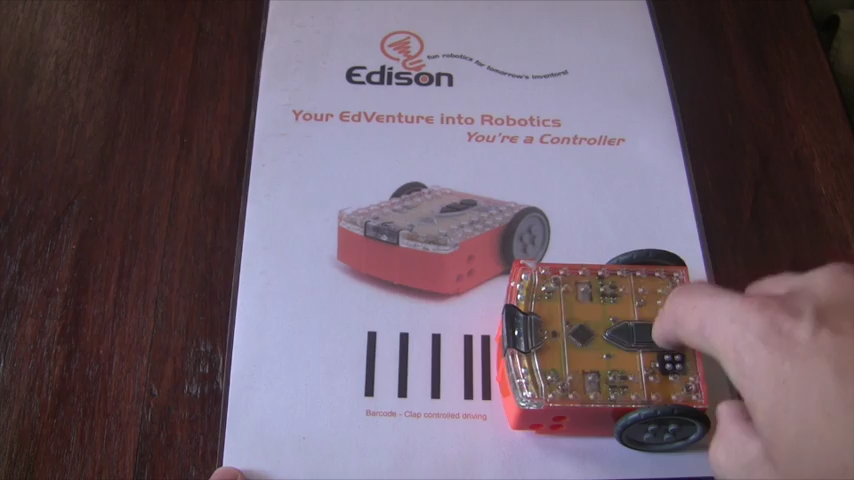 fun robotics for tomorrow's inventors!
Edison
Your EdVenture into Robotics
You're a Controller
Barcode - Clap controlled driving